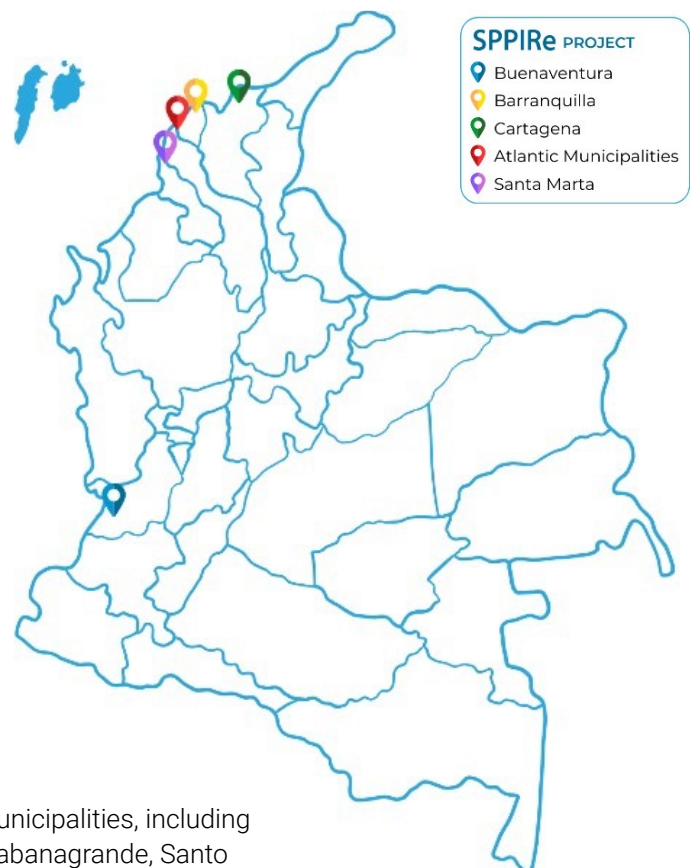 SPPIRe PROJECT
Buenaventura
Barranquilla
Cartagena
Atlantic Municipalities
Santa Marta
unicipalities, including
abanagrande, Santo